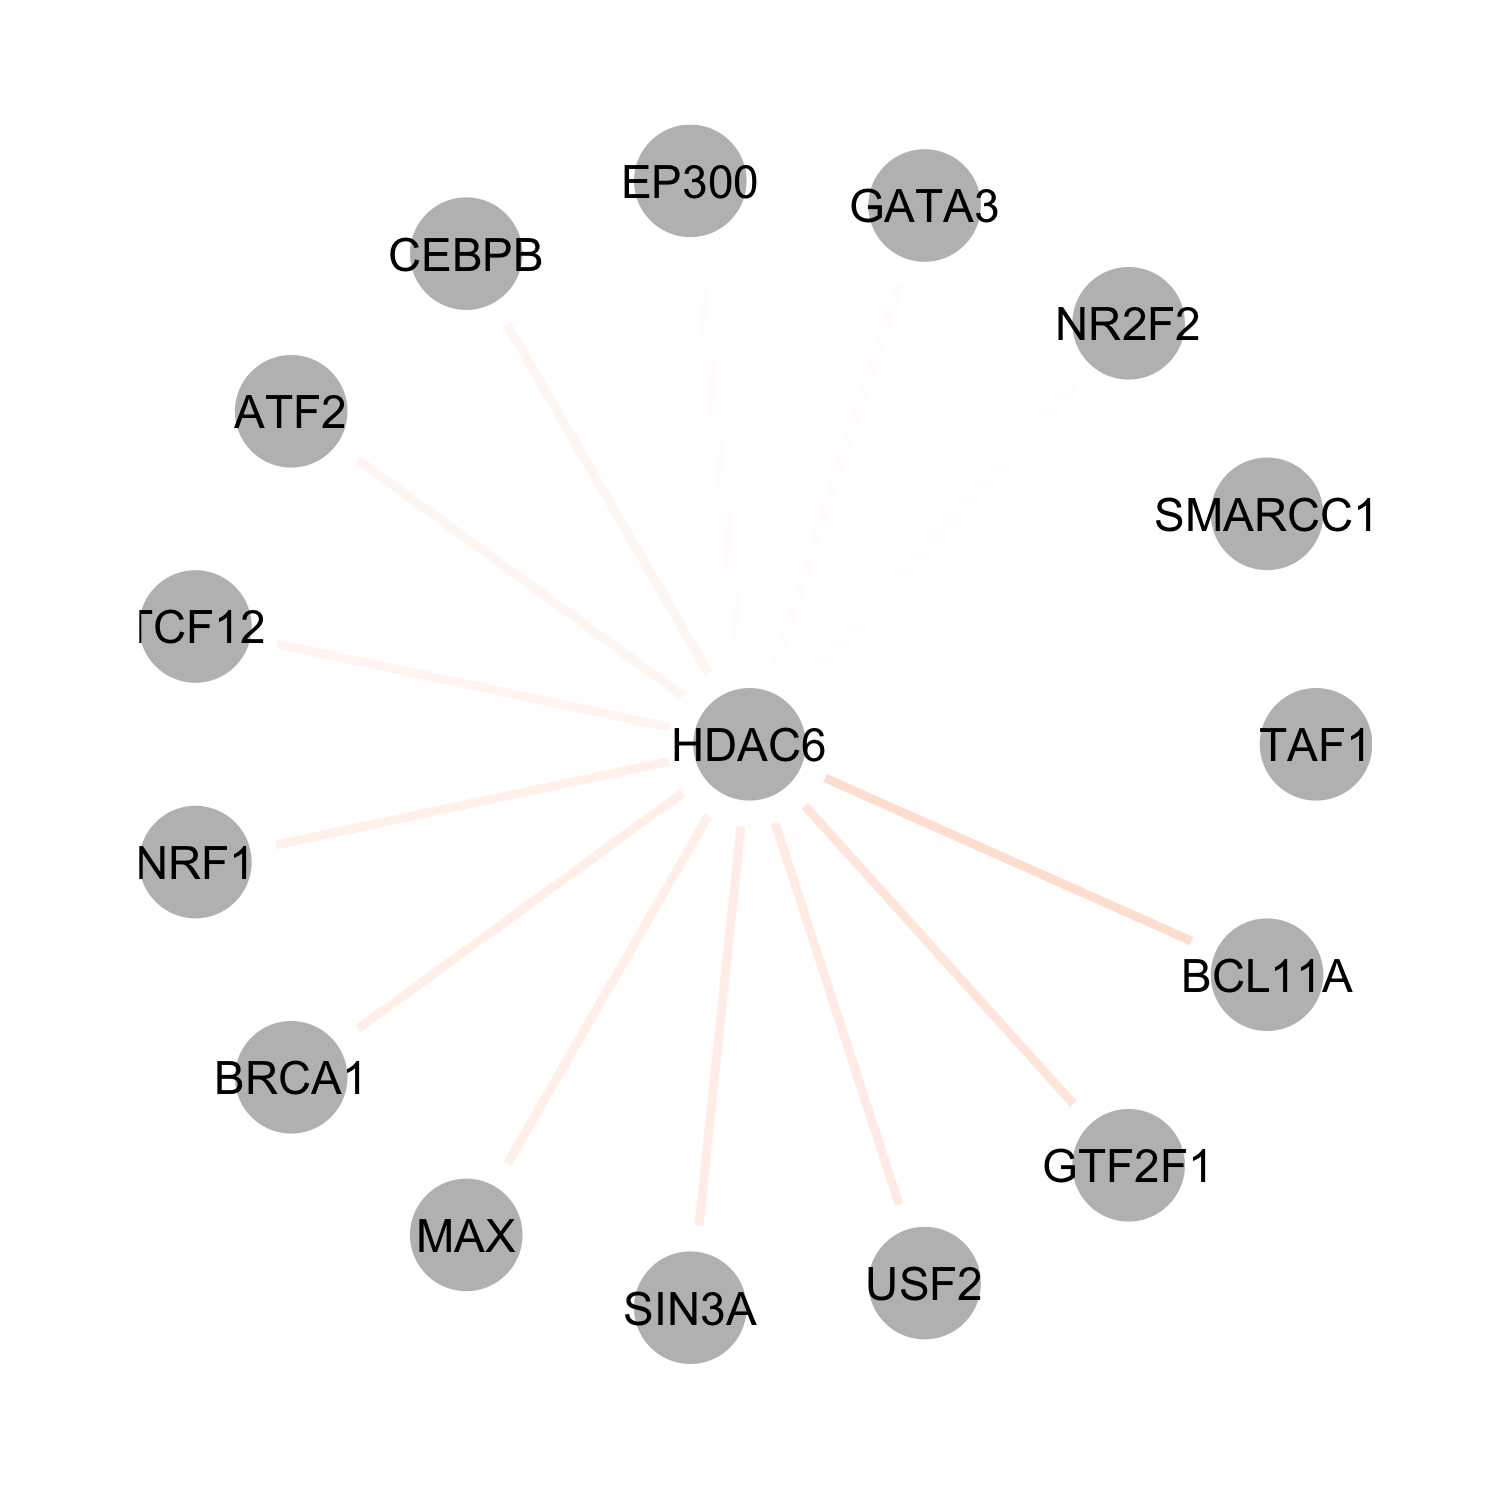 EP300
GATA3
CEBPB
NR2F2
ATF2
SMARCC1
TCF12
HDAC6
TAF1
NRF1
BCL11A
BRCA1
GTF2F1
MAX
USF2
SIN3A